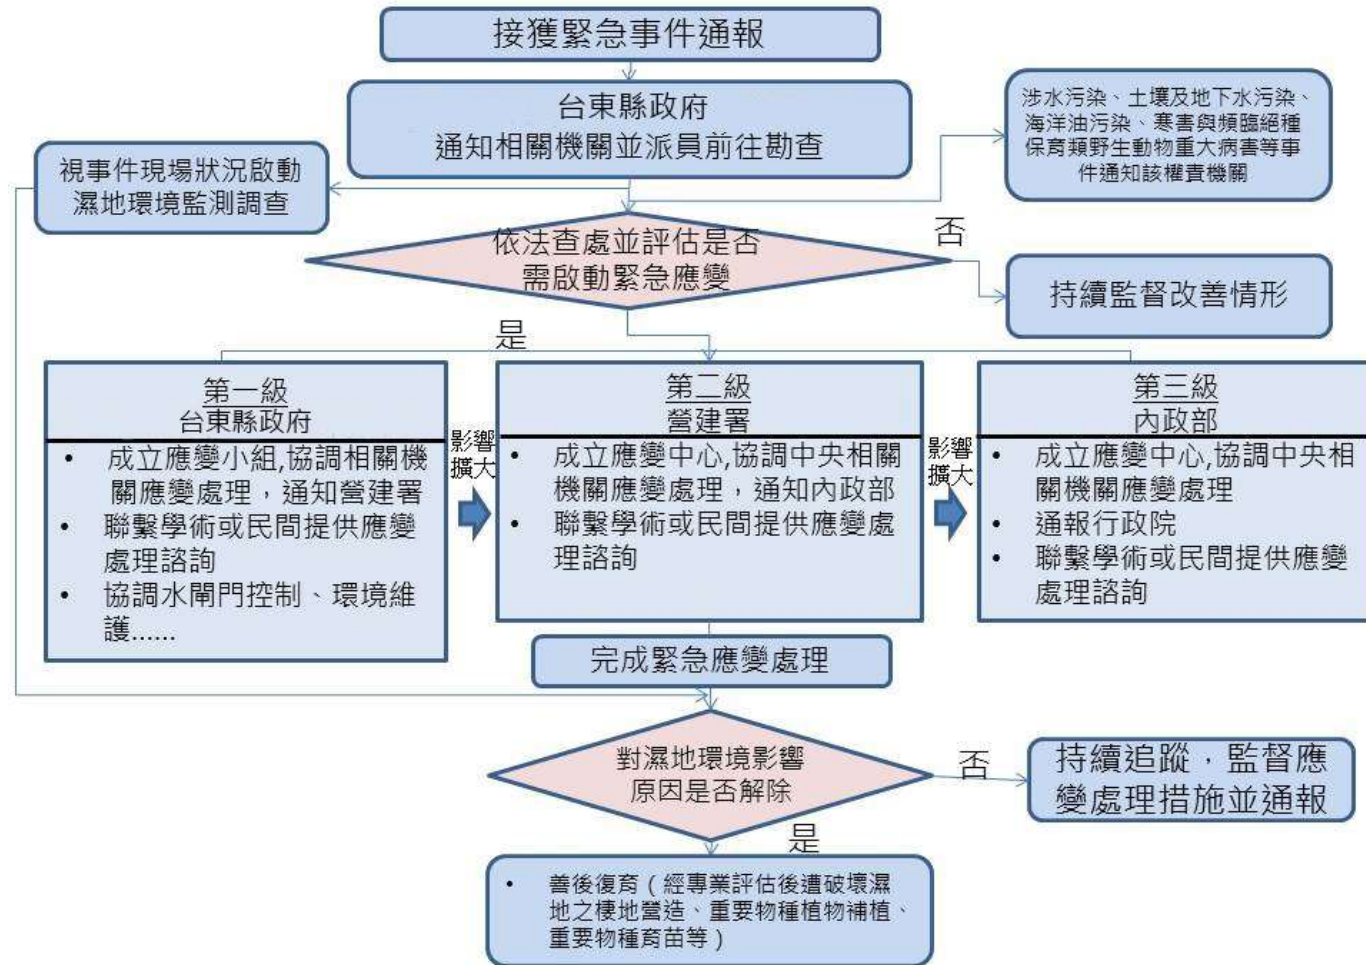 接獲緊急事件通報
台東縣政府
通知相關機關並派員前往勘查
涉水污染、土壤及地下水污染、
海洋油污染、寒害與頻臨絕種
保育類野生動物重大病害等事
件通知該權責機關
視事件現場狀況啟動
濕地環境監測調查
依法查處並評估是否
需啟動緊急應變
否
持續監督改善情形
是
第一級
台東縣政府
• 成立應變小組,協調相關機
關應變處理，通知營建署
• 聯繫學術或民間提供應變
處理諮詢
• 協調水閘門控制、環境維
護......
影響
擴大
第二級
營建署
• 成立應變中心,協調中央相關
機關應變處理，通知內政部
• 聯繫學術或民間提供應變處
理諮詢
影響
擴大
第三級
內政部
• 成立應變中心,協調中央相
關機關應變處理
• 通報行政院
• 聯繫學術或民間提供應變
處理諮詢
完成緊急應變處理
對濕地環境影響
原因是否解除
否
持續追蹤，監督應
變處理措施並通報
是
• 善後復育（經專業評估後遭破壞濕
地之棲地營造、重要物種植物補植、
重要物種育苗等）